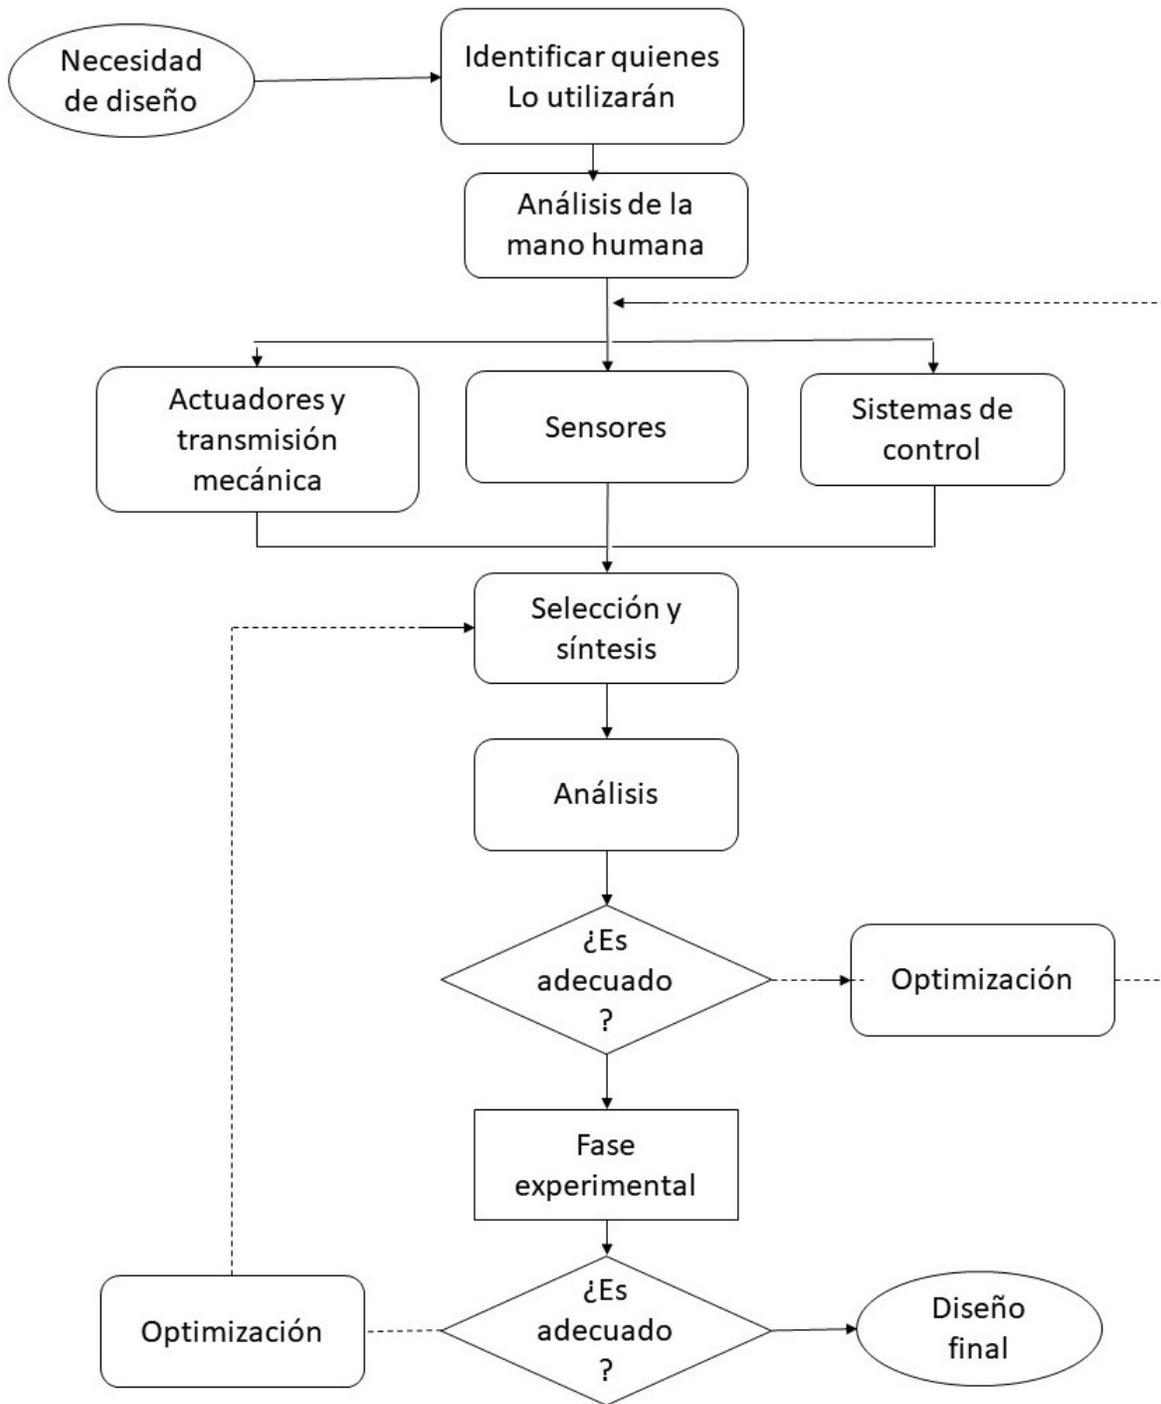 Necesidad
de diseño
Identificar quienes
Lo utilizarán
Análisis de la
mano humana
Actuadores y
transmisión
mecánica
Sensores
Sistemas de
control
Selección y
síntesis
Análisis
¿Es
adecuado
?
Optimización
Fase
experimental
Optimización
¿Es
adecuado
?
Diseño
final